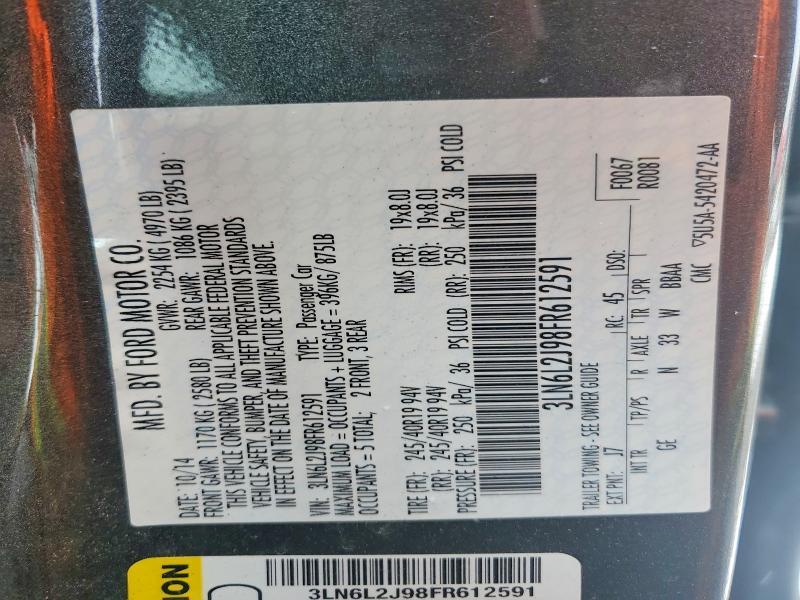 MFD. BY FORD MOTOR CO.
DATE: 10/14 GVWR: 2254 KG ( 4970 LB)
FRONT GAWR: 1170 KG ( 2580 LB) REAR GAWR: 1086 KG ( 2395 LB)
THIS VEHICLE CONFORMS TO ALL APPLICABLE FEDERAL MOTOR
VEHICLE SAFETY, BUMPER, AND THEFT PREVENTION STANDARDS
IN EFFECT ON THE DATE OF MANUFACTURE SHOWN ABOVE.
VIN: 3LN6L2J98FR612591 TYPE: Passenger Car
MAXIMUM LOAD = OCCUPANTS + LUGGAGE = 396KG/ 875LB
OCCUPANTS = 5 TOTAL: 2 FRONT, 3 REAR
TIRE (FR): 245/40R19 94V RIMS (FR): 19x8.0J
(RR): 245/40R19 94V (RR): 19x8.0J
PRESSURE (FR): 250 kPa/ 36 PSI COLD (RR): 250 kPa/ 36 PSI COLD
3LN6L2J98FR612591
TRAILER TOWING - SEE OWNER GUIDE F0067
R0081
EXT PNT: J7 RC: 45 DSO:
INT TR TP/PS R AXLE TR SPR
GE N 33 W BBAA
CMC ▽5U5A-5420472-AA
3LN6L2J98FR612591